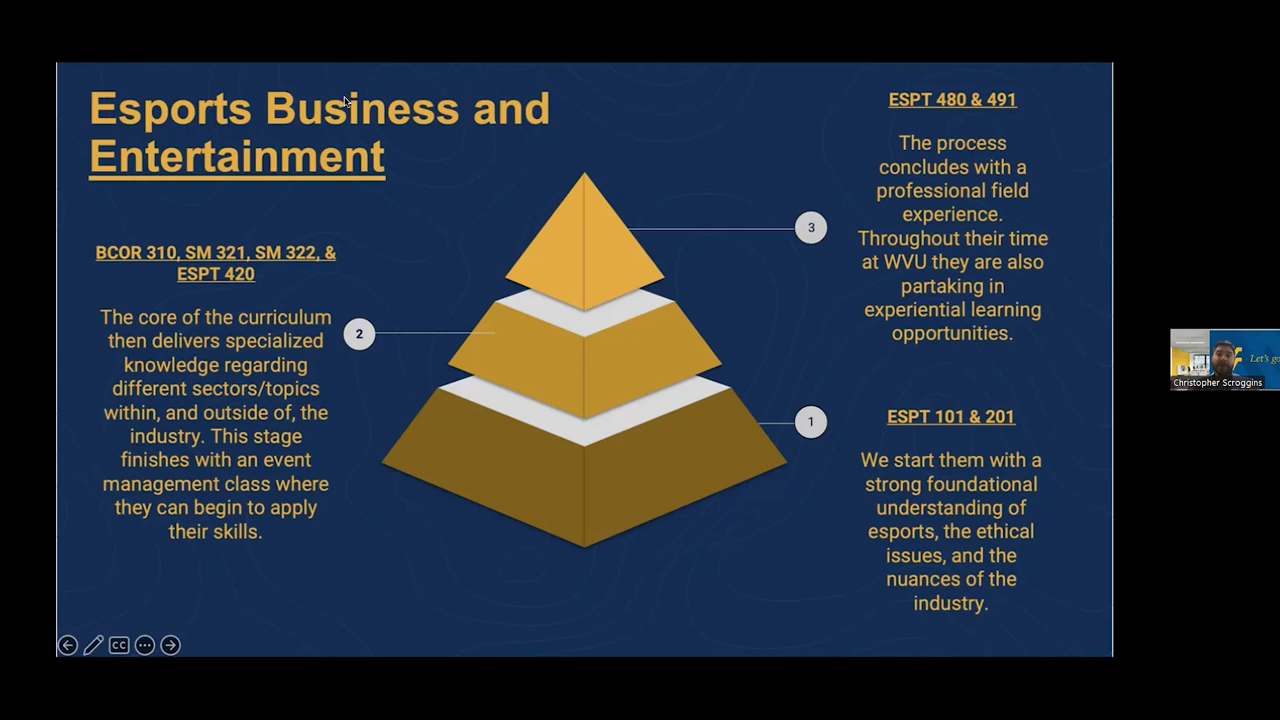 Esports Business and
Entertainment
BCOR 310, SM 321, SM 322, &
ESPT 420
The core of the curriculum
then delivers specialized
knowledge regarding
different sectors/topics
within, and outside of, the
industry. This stage
finishes with an event
management class where
they can begin to apply
their skills.
2
3
1
ESPT 480 & 491
The process
concludes with a
professional field
experience.
Throughout their time
at WVU they are also
partaking in
experiential learning
opportunities.
ESPT 101 & 201
We start them with a
strong foundational
understanding of
esports, the ethical
issues, and the
nuances of the
industry.
CC
Let's go
Christopher Scroggins